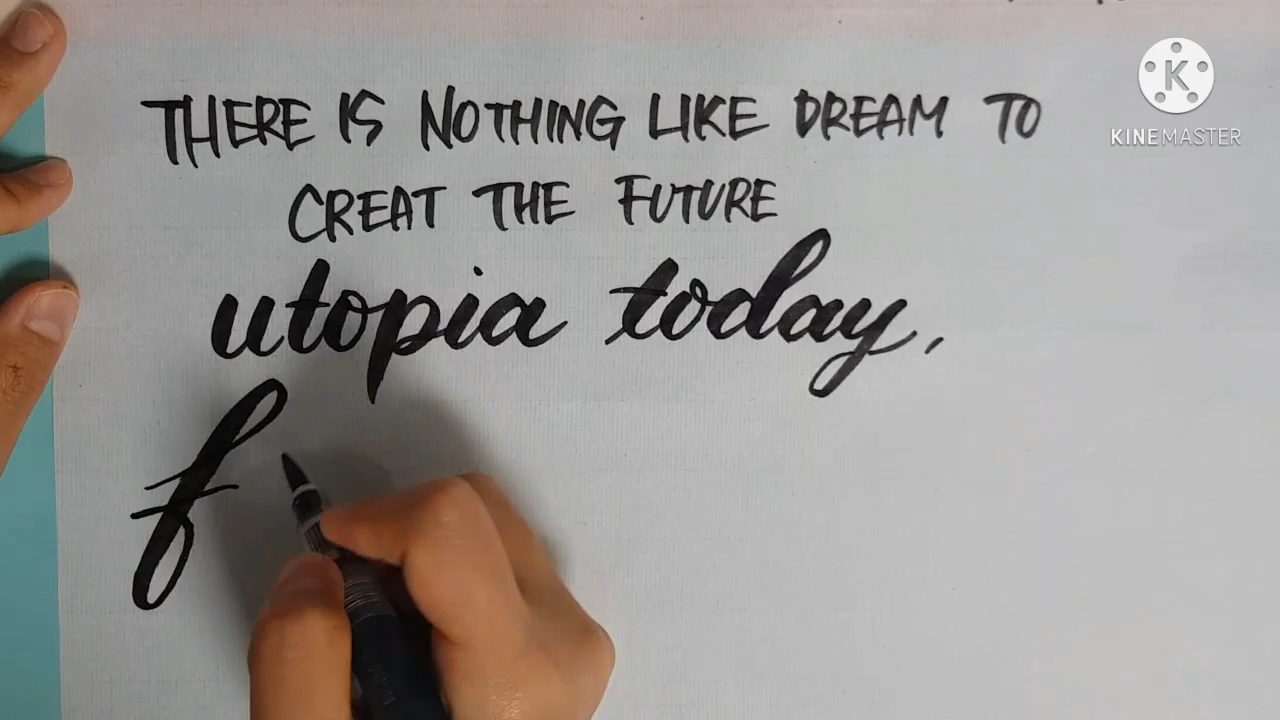 THERE IS NOTHING LIKE DREAM TO
CREAT THE FUTURE
utopia today,
f
K
KINEMASTER